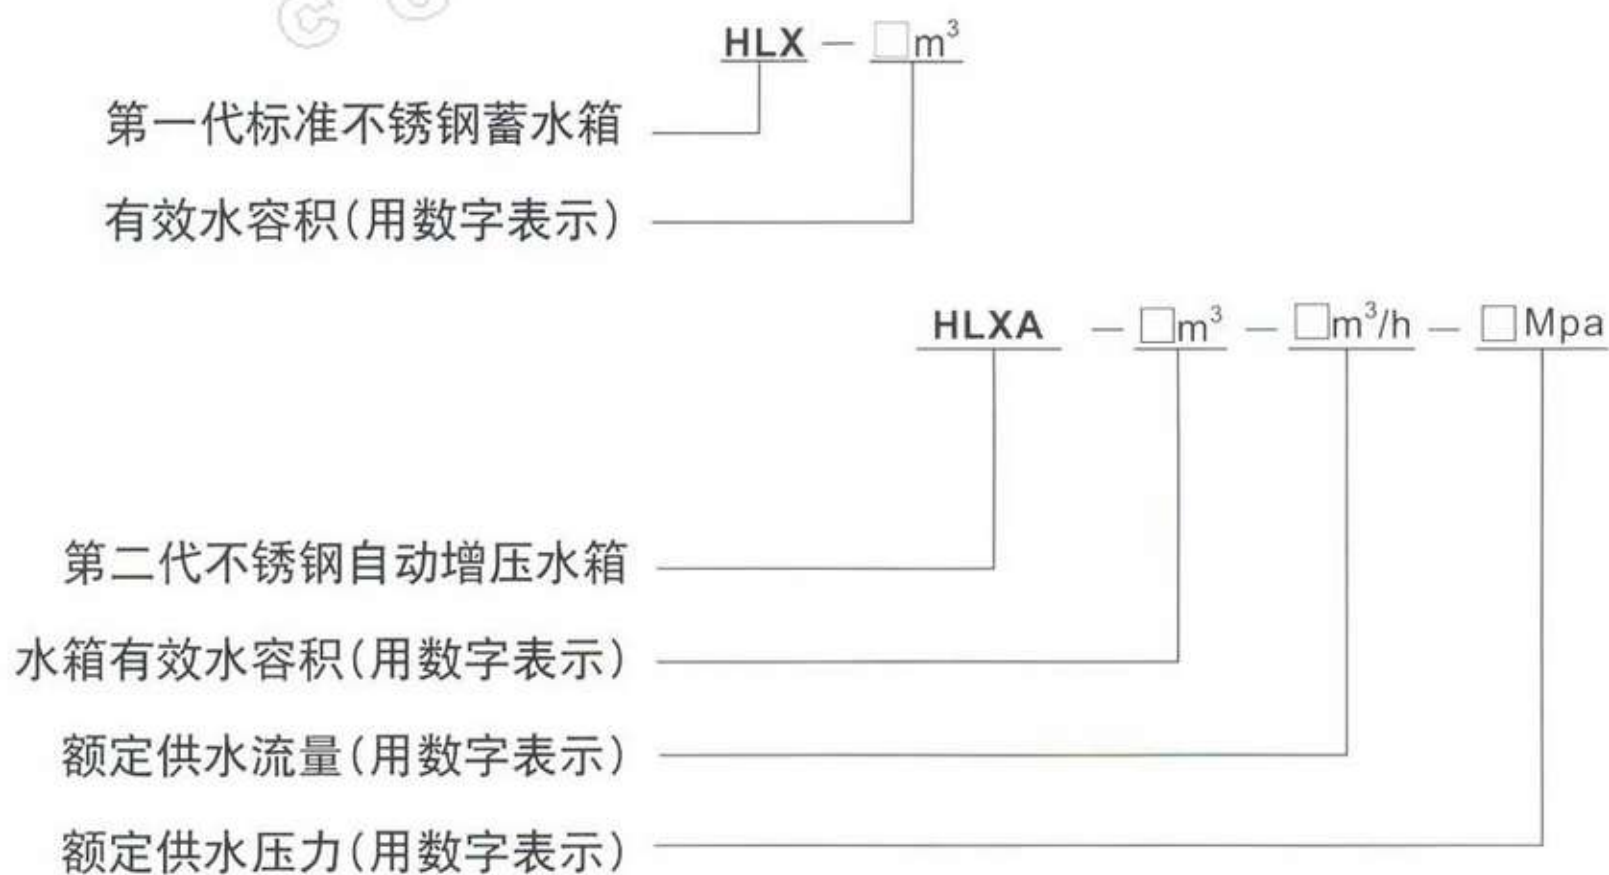 HLX — □m³
第一代标准不锈钢蓄水箱
有效水容积(用数字表示)
HLXA — □m³ — □m³/h — □Mpa
第二代不锈钢自动增压水箱
水箱有效水容积(用数字表示)
额定供水流量(用数字表示)
额定供水压力(用数字表示)